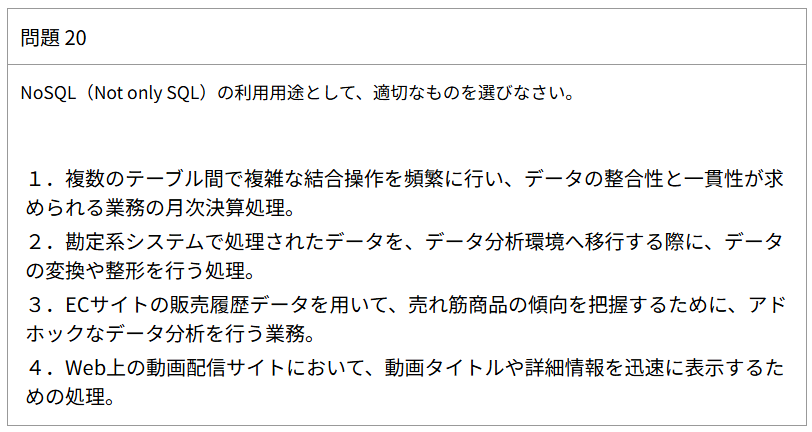 問題 20
NoSQL（Not only SQL）の利用用途として、適切なものを選びなさい。
１．複数のテーブル間で複雑な結合操作を頻繁に行い、データの整合性と一貫性が求
められる業務の月次決算処理。
２．勘定系システムで処理されたデータを、データ分析環境へ移行する際に、データ
の変換や整形を行う処理。
３．ECサイトの販売履歴データを用いて、売れ筋商品の傾向を把握するために、アド
ホックなデータ分析を行う業務。
４．Web上の動画配信サイトにおいて、動画タイトルや詳細情報を迅速に表示するた
めの処理。